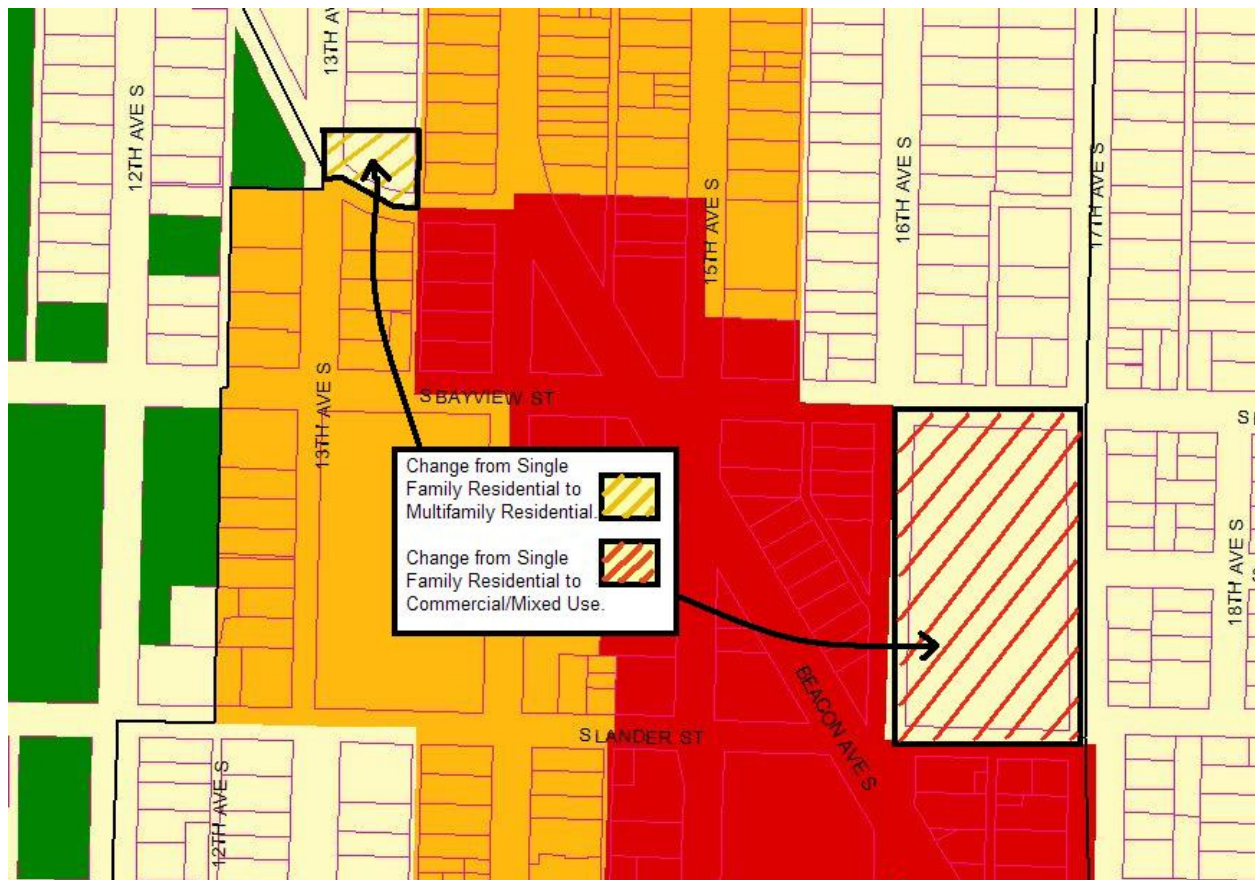 13TH AV
12TH AVE S
15TH AVE S
16TH AVE S
17TH AVE S
13TH AVE S
S BAYVIEW ST
Change from Single
Family Residential to
Multifamily Residential.
Change from Single
Family Residential to
Commercial/Mixed Use.
18TH AVE S
S LANDER ST
BEACON AVE S
12TH AVE S